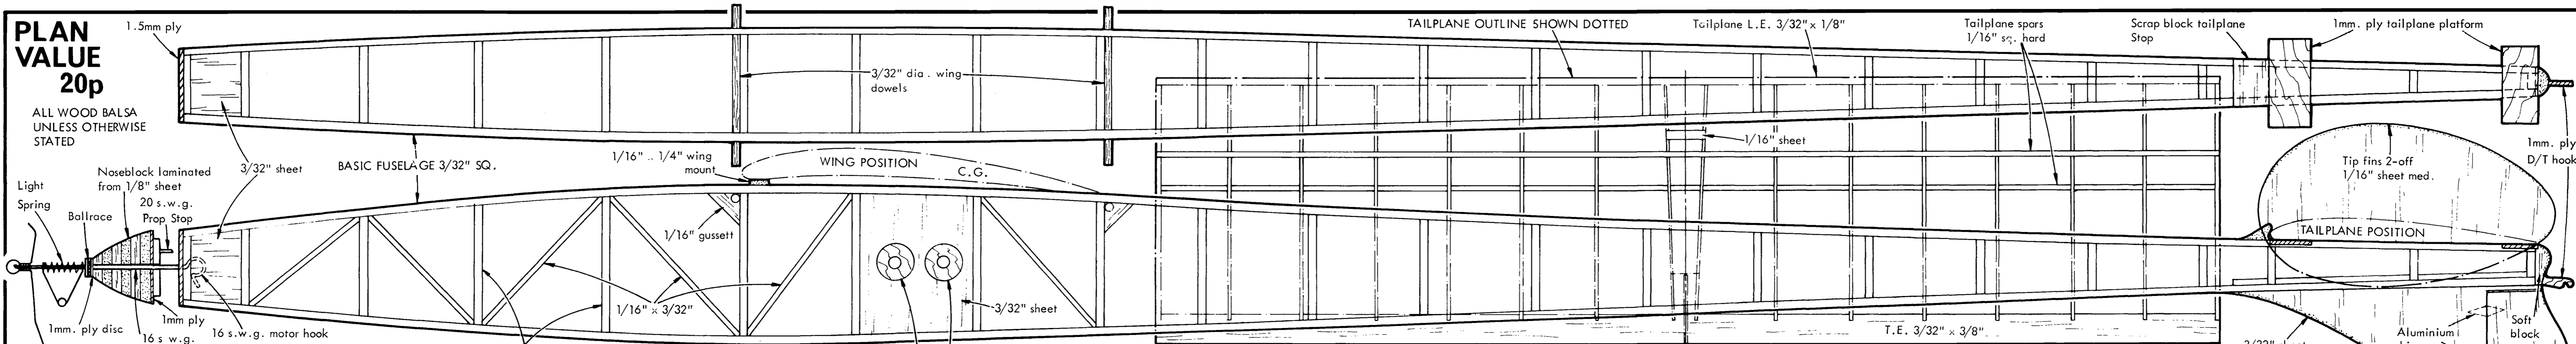 PLAN
VALUE
20p
ALL WOOD BALSA
UNLESS OTHERWISE
STATED
1.5mm ply
3/32" dia. wing
dowels
TAILPLANE OUTLINE SHOWN DOTTED
Tailplane L.E. 3/32" x 1/8"
Tailplane spars
1/16" sq. hard
Scrap block tailplane
Stop
1mm. ply tailplane platform
1mm. ply
D/T hook
3/32" sheet
BASIC FUSELAGE 3/32" SQ.
1/16" .. 1/4" wing
mount
WING POSITION
C.G.
1/16" sheet
Tip fins 2-off
1/16" sheet med.
Noseblock laminated
from 1/8" sheet
20 s.w.g.
Prop Stop
Light
Spring
Ballrace
1/16" gussett
TAILPLANE POSITION
1/16" x 3/32"
3/32" sheet
1mm. ply disc
1mm ply
16 s w.g.
16 s.w.g. motor hook
T.E. 3/32" x 3/8"
Aluminium
Soft
block